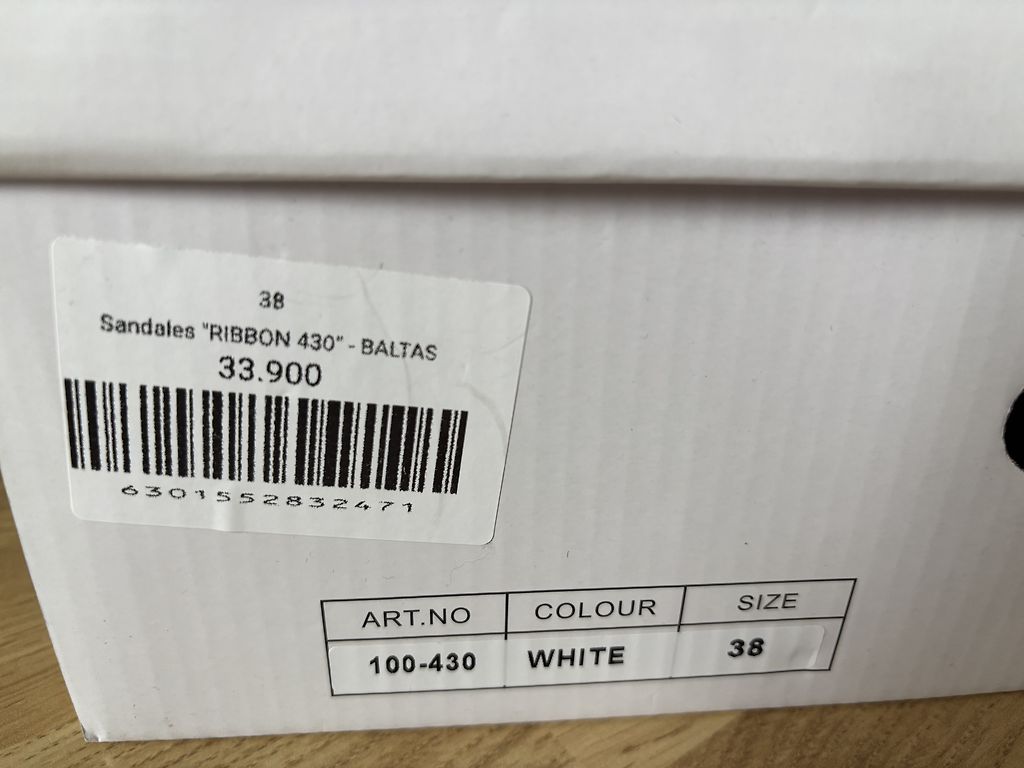 38
Sandales "RIBBON 430" - BALTAS
33.900
6301552832471
ART.NO COLOUR SIZE
100-430 WHITE 38